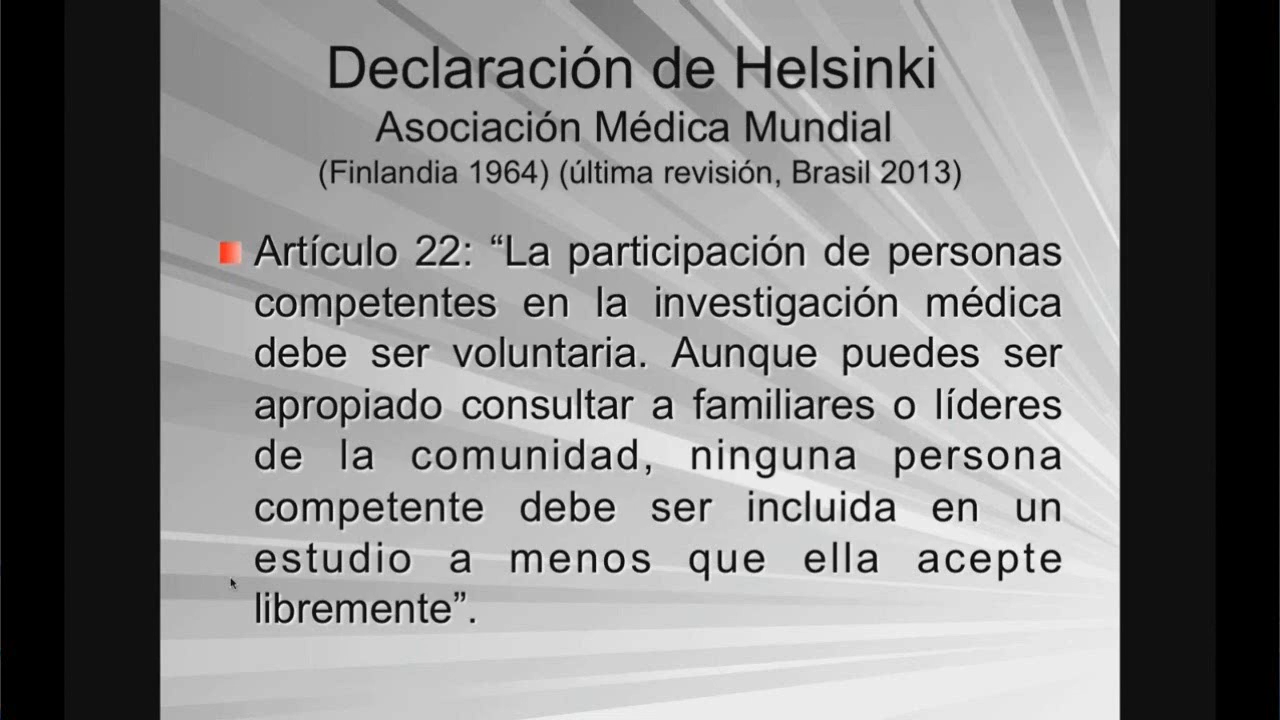 Declaración de Helsinki
Asociación Médica Mundial
(Finlandia 1964) (última revisión, Brasil 2013)
Artículo 22: “La participación de personas
competentes en la investigación médica
debe ser voluntaria. Aunque puedes ser
apropiado consultar a familiares o líderes
de la comunidad, ninguna persona
competente debe ser incluida en un
estudio a menos que ella acepte
libremente”.